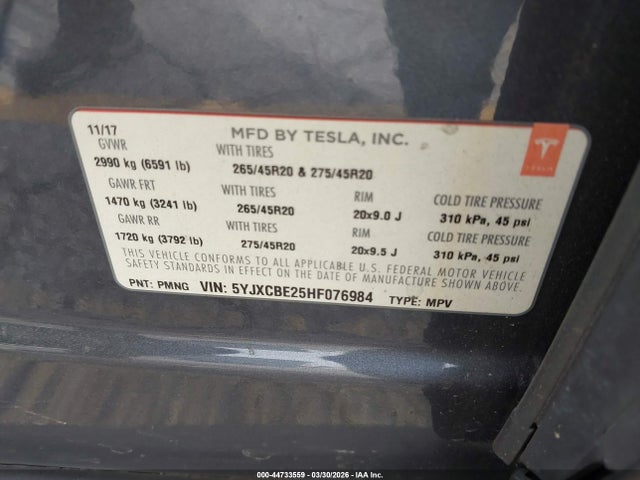 11/17 MFD BY TESLA, INC.
GVWR WITH TIRES
2990 kg (6591 lb) 265/45R20 & 275/45R20
GAWR FRT WITH TIRES RIM COLD TIRE PRESSURE
1470 kg (3241 lb) 265/45R20 20x9.0 J 310 kPa, 45 psi
GAWR RR WITH TIRES RIM COLD TIRE PRESSURE
1720 kg (3792 lb) 275/45R20 20x9.5 J 310 kPa, 45 psi
THIS VEHICLE CONFORMS TO ALL APPLICABLE U.S. FEDERAL MOTOR VEHICLE
SAFETY STANDARDS IN EFFECT ON THE DATE OF MANUFACTURE SHOWN ABOVE.
PNT: PMNG VIN: 5YJXCBE25HF076984 TYPE: MPV
TESLA
000-44733559 03/30/2026 © IAA Inc.